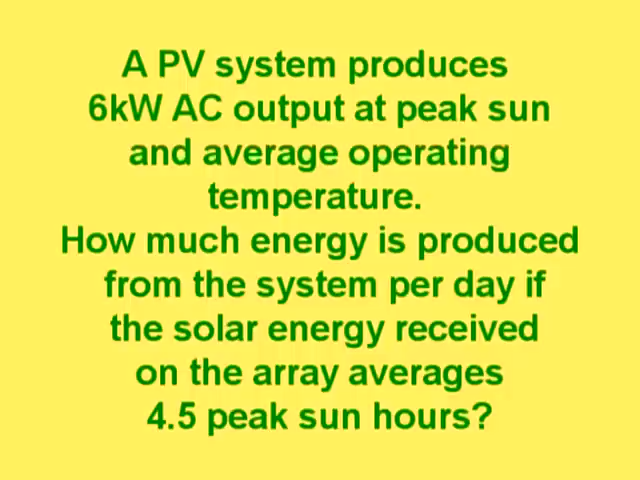 A PV system produces
6kW AC output at peak sun
and average operating
temperature.
How much energy is produced
from the system per day if
the solar energy received
on the array averages
4.5 peak sun hours?